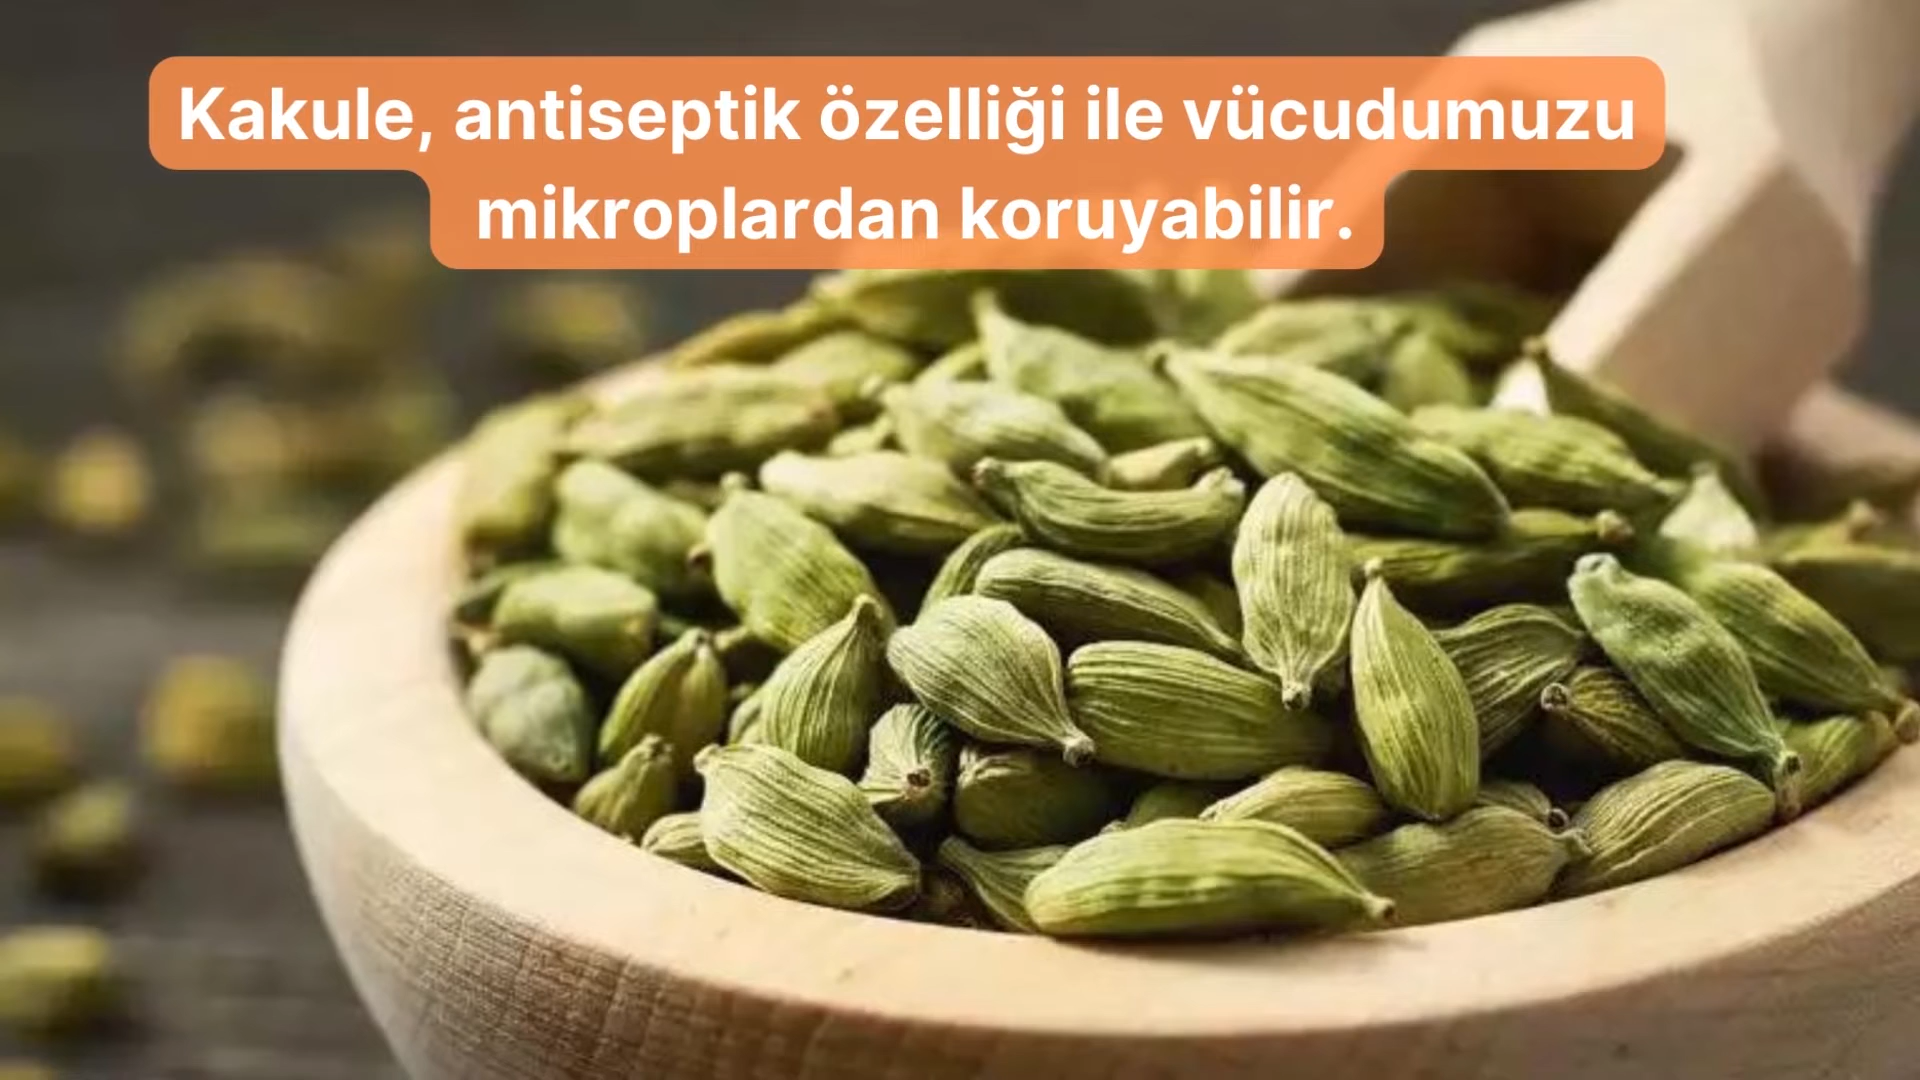 Kakule, antiseptik özelliği ile vücudumuzu
mikroplardan koruyabilir.